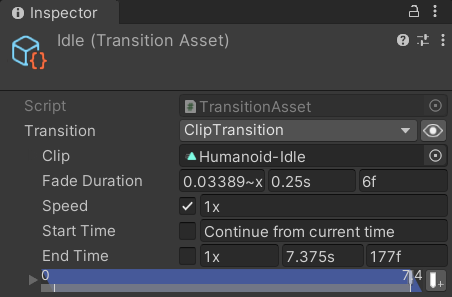 Inspector
Idle (Transition Asset)
Script TransitionAsset
Transition ClipTransition
Clip Humanoid-Idle
Fade Duration 0.03389~x 0.25s 6f
Speed 1x
Start Time Continue from current time
End Time 1x 7.375s 177f
0 7.4